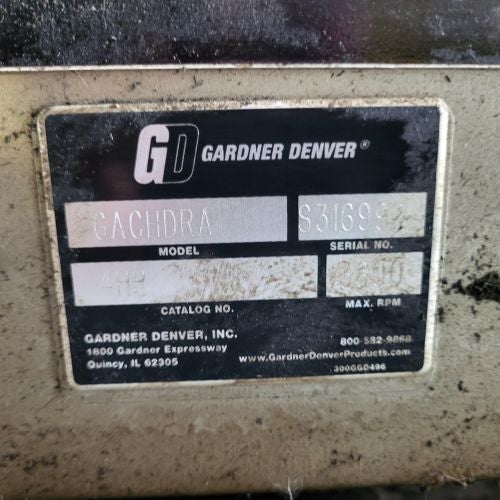 GD GARDNER DENVER®
GACHDRA
MODEL
SERIAL NO.
CATALOG NO.
MAX. RPM
GARDNER DENVER, INC.
1800 Gardner Expressway
Quincy, IL 62305
800-582-9868
www.GardnerDenverProducts.com
300GGD496